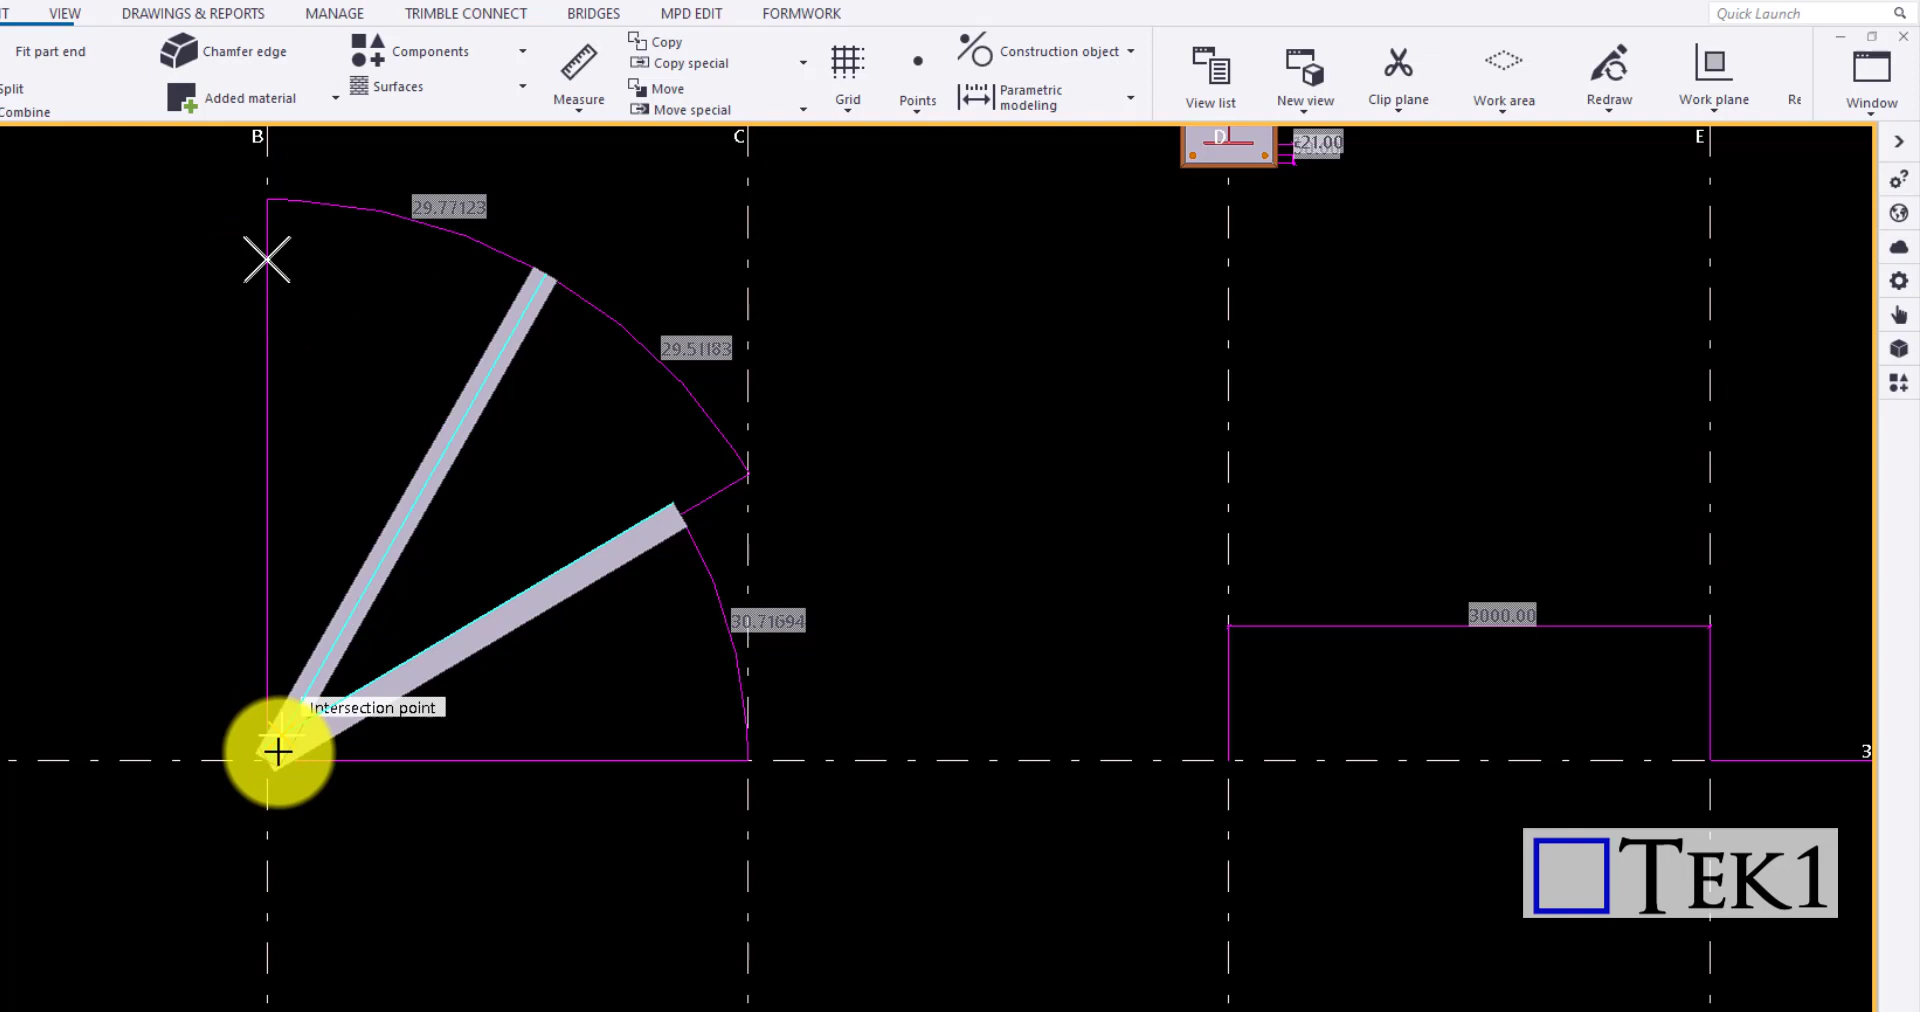 VIEW DRAWINGS & REPORTS MANAGE TRIMBLE CONNECT BRIDGES MPD EDIT FORMWORK Quick Launch
Fit part end
Split
Combine
Chamfer edge
Added material
Components
Surfaces
Measure
Copy
Copy special
Move
Move special
Grid
Points
Construction object
Parametric
modeling
View list
New view
Clip plane
Work area
Redraw
Work plane
Re
Window
B C D E
21.00
29.77123
29.51183
30.71694
3000.00
Intersection point
3
TEK1